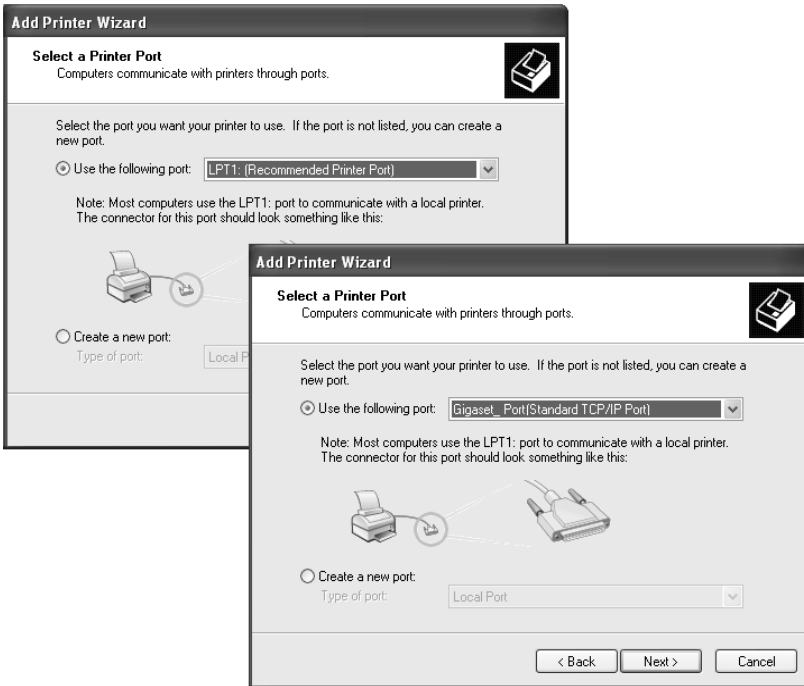 Add Printer Wizard
Select a Printer Port
Computers communicate with printers through ports.
Select the port you want your printer to use. If the port is not listed, you can create a
new port.
Use the following port: LPT1: (Recommended Printer Port)
Note: Most computers use the LPT1: port to communicate with a local printer.
The connector for this port should look something like this:
Create a new port:
Type of port: Local P
Add Printer Wizard
Select a Printer Port
Computers communicate with printers through ports.
Select the port you want your printer to use. If the port is not listed, you can create a
new port.
Use the following port: Gigaset_ Port(Standard TCP/IP Port)
Note: Most computers use the LPT1: port to communicate with a local printer.
The connector for this port should look something like this:
Create a new port:
Type of port: Local Port
< Back Next > Cancel